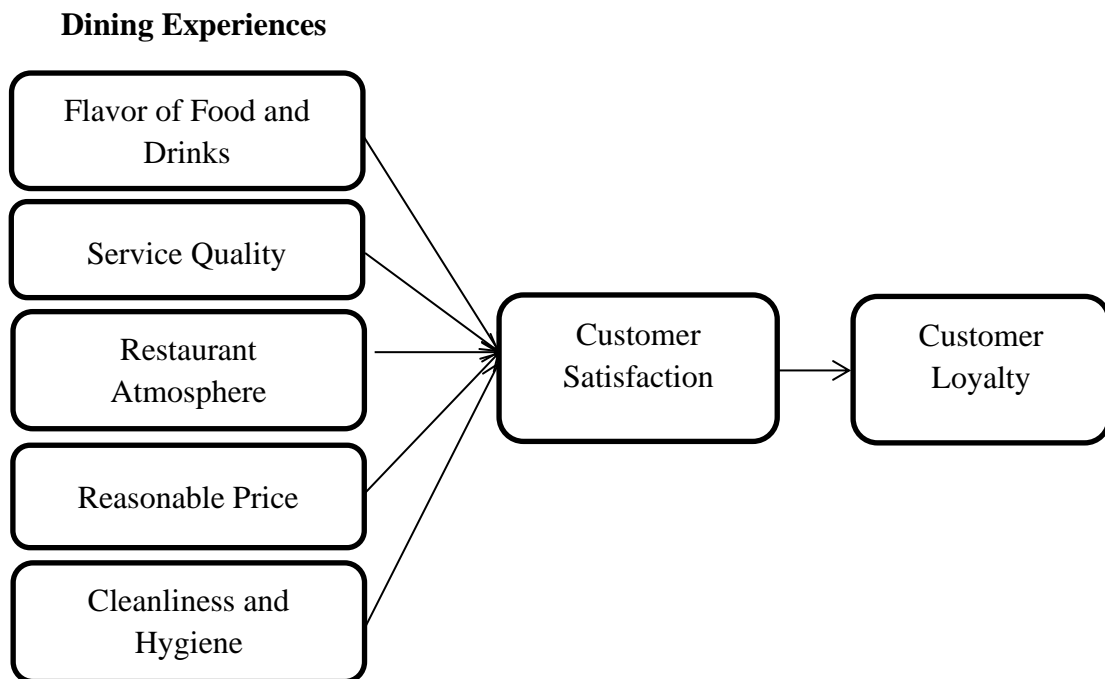 Dining Experiences
Flavor of Food and
Drinks
Service Quality
Restaurant
Atmosphere
Reasonable Price
Cleanliness and
Hygiene
Customer
Satisfaction
Customer
Loyalty